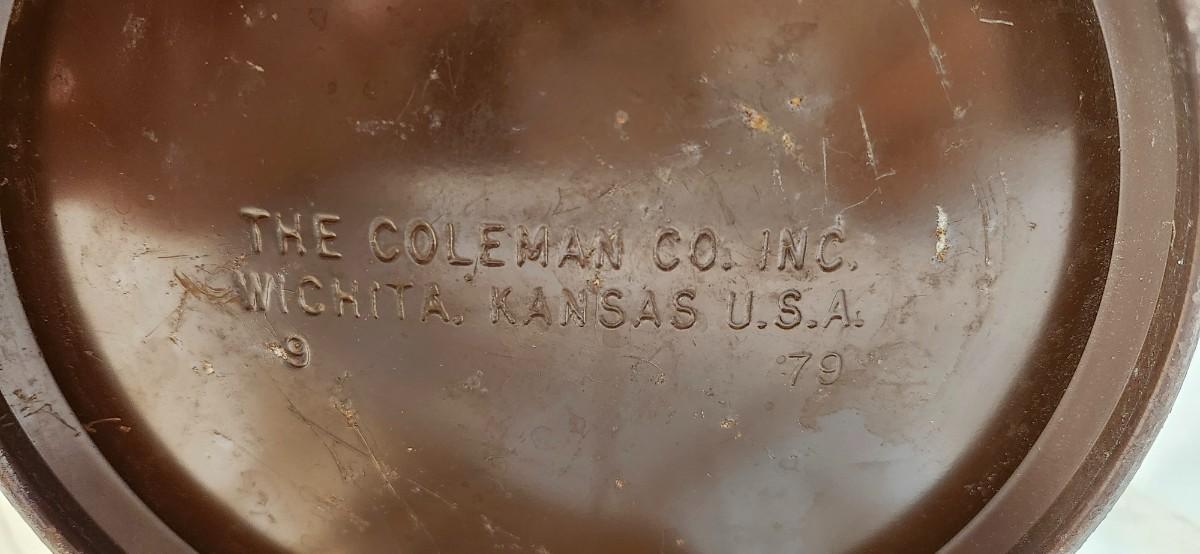 THE COLEMAN CO. INC.
WICHITA, KANSAS U.S.A.
9 79